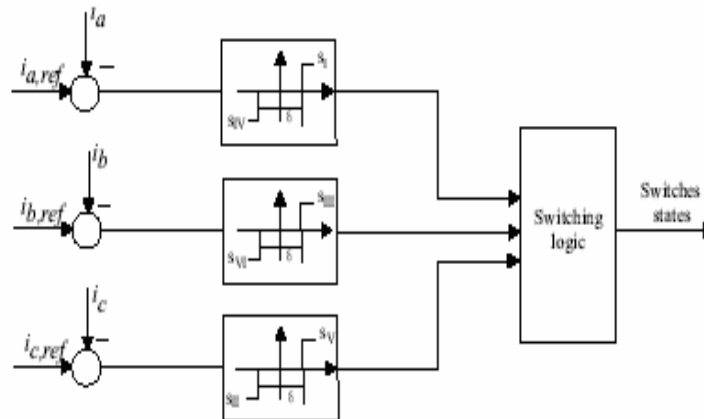 i_a
i_a,ref
−
S_I
S_IV
δ
i_b
i_b,ref
−
S_III
S_VI
δ
i_c
i_c,ref
−
S_V
S_II
δ
Switching
logic
Switches
states